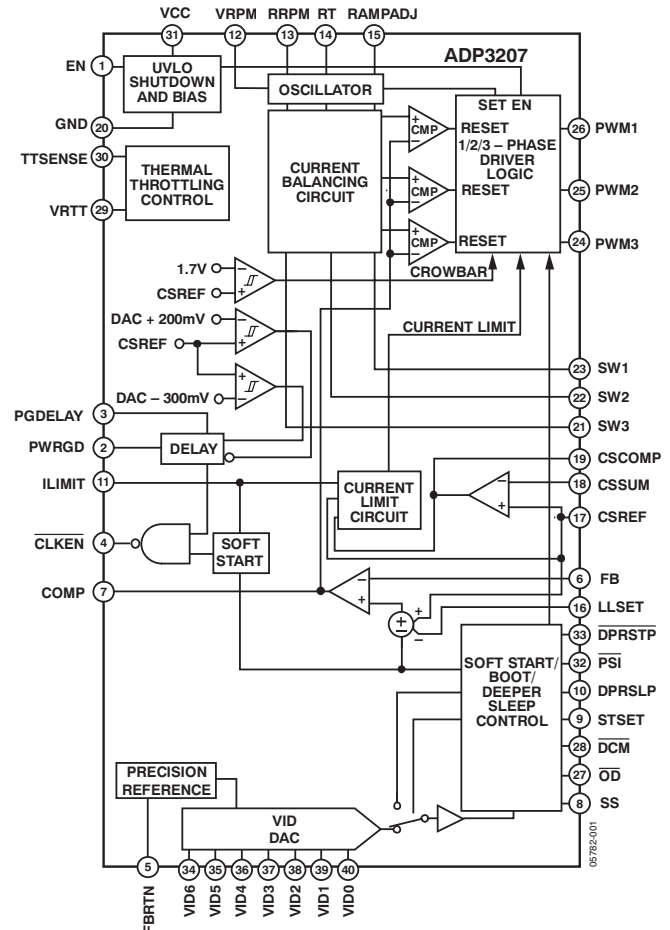 VCC
VRPM
RRPM
RT
RAMPADJ
31
12
13
14
15
ADP3207
EN 1
UVLO
SHUTDOWN
AND BIAS
OSCILLATOR
SET EN
GND 20
+
CMP
–
RESET
26 PWM1
1/2/3 – PHASE
DRIVER
LOGIC
TTSENSE 30
THERMAL
THROTTLING
CONTROL
CURRENT
BALANCING
CIRCUIT
+
CMP
–
RESET
25 PWM2
VRTT 29
+
CMP
–
RESET
24 PWM3
1.7V
–
CROWBAR
CSREF
+
DAC + 200mV
–
CURRENT LIMIT
CSREF
+
+
23 SW1
DAC – 300mV
–
22 SW2
PGDELAY
3
21 SW3
PWRGD 2
DELAY
19 CSCOMP
ILIMIT 11
CURRENT
LIMIT
CIRCUIT
–
18 CSSUM
+
17 CSREF
CLKEN 4
SOFT
START
COMP 7
–
6 FB
+
+
+
–
–
16 LLSET
33 DPRSTP
SOFT START/
BOOT/
DEEPER
SLEEP
CONTROL
32 PSI
10 DPRSLP
9 STSET
28 DCM
27 OD
8 SS
PRECISION
REFERENCE
VID
DAC
05782-001
5
34
35
36
37
38
39
40
FBRTN
VID6
VID5
VID4
VID3
VID2
VID1
VID0